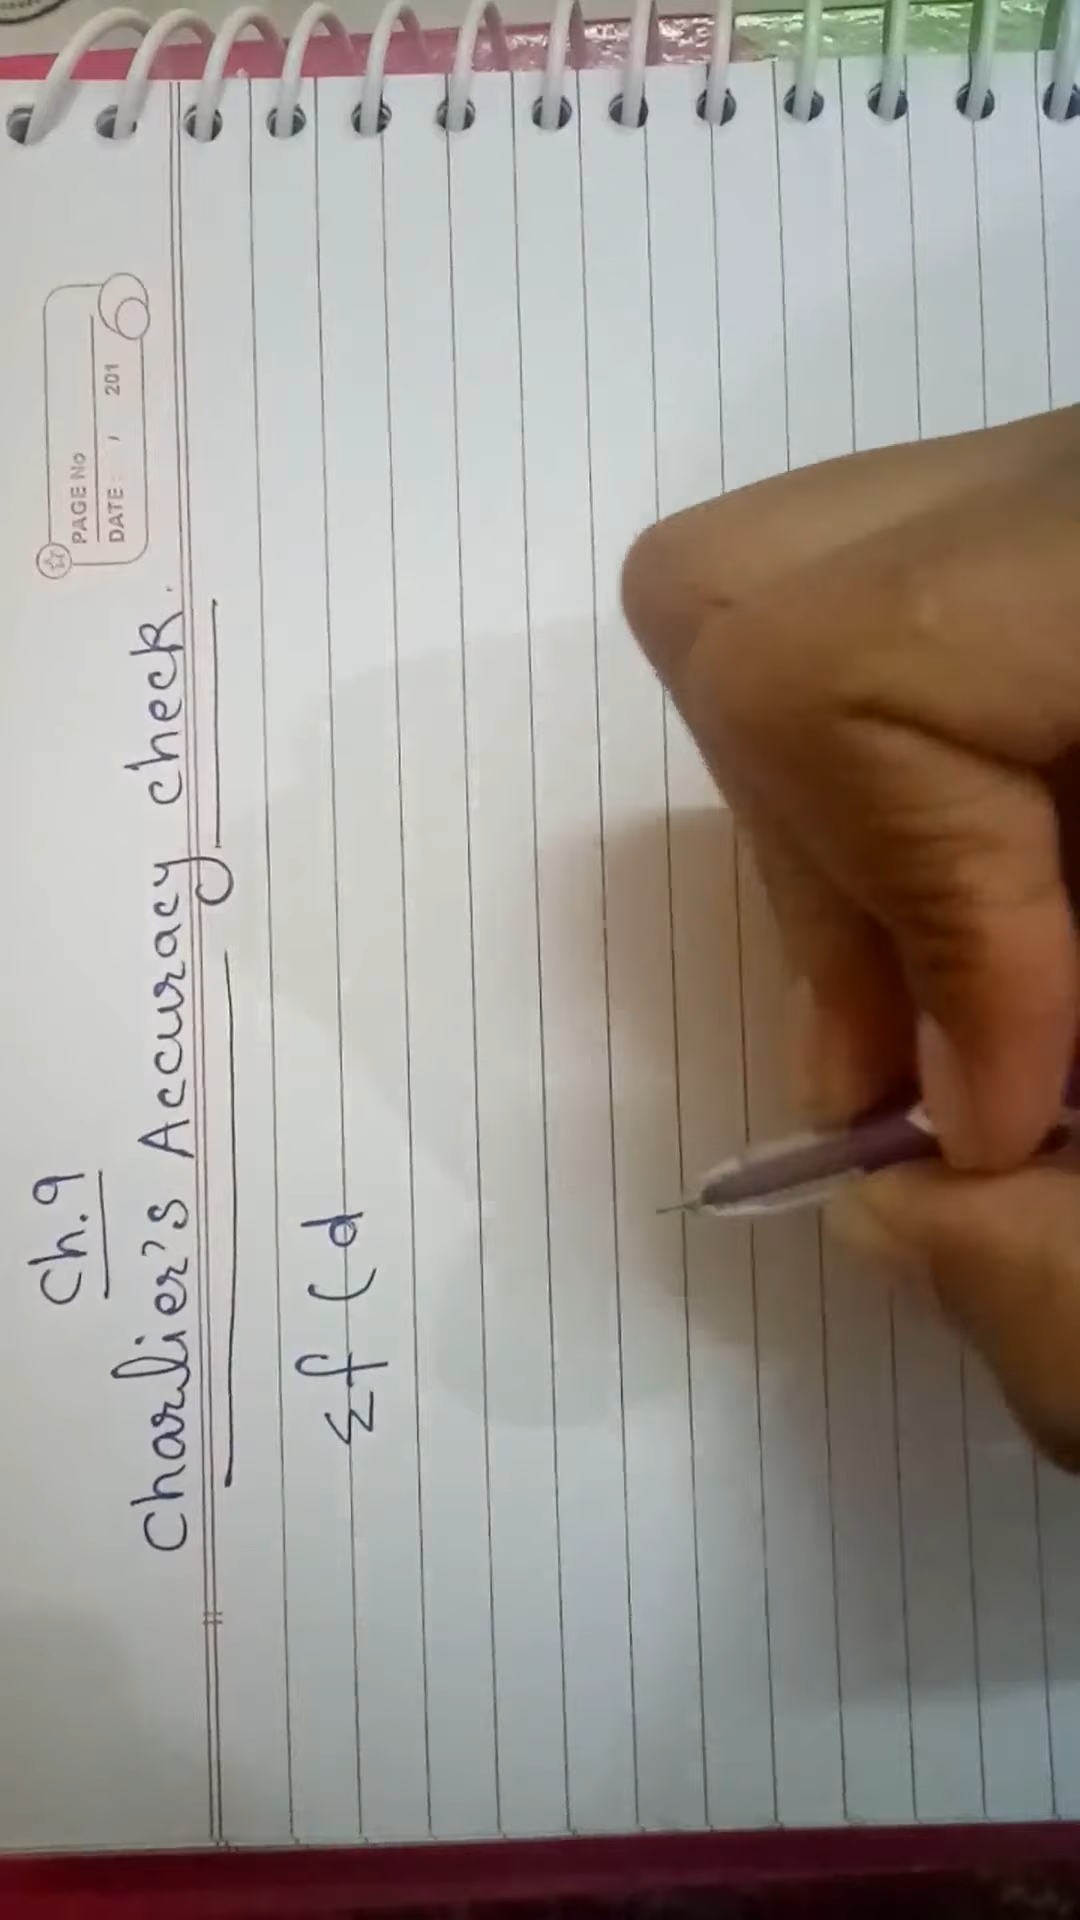 PAGE No
DATE : / 201
Ch.9
Charlier's Accuracy check.
Σf (d